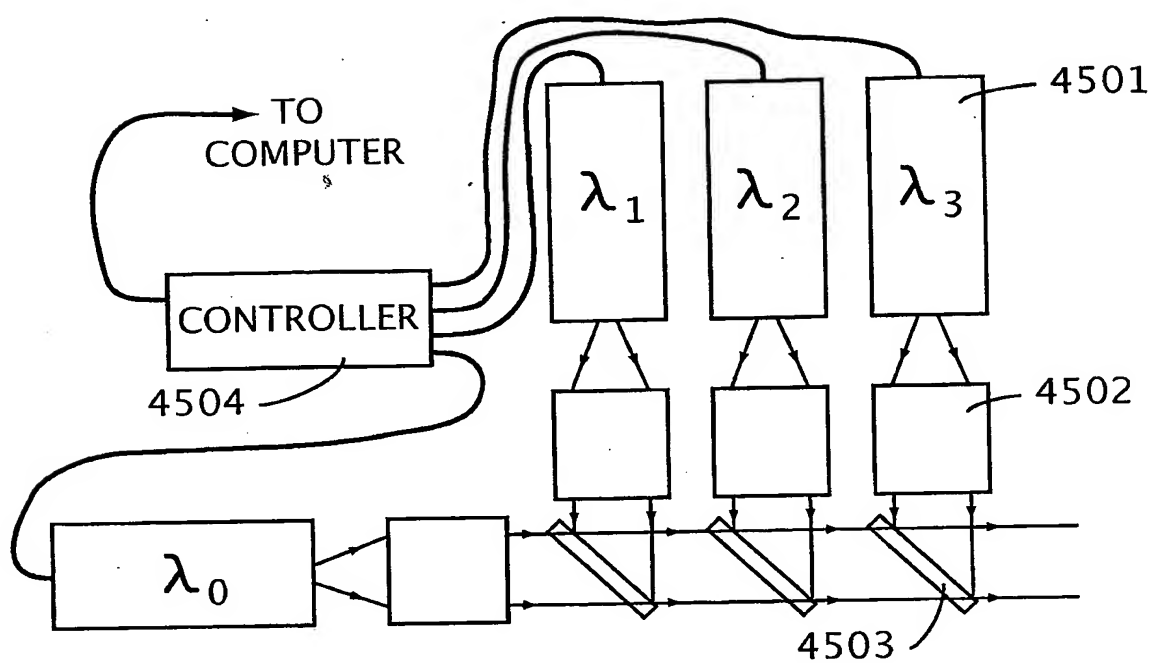 TO
COMPUTER
4501
λ1
λ2
λ3
CONTROLLER
4504
4502
λ0
4503